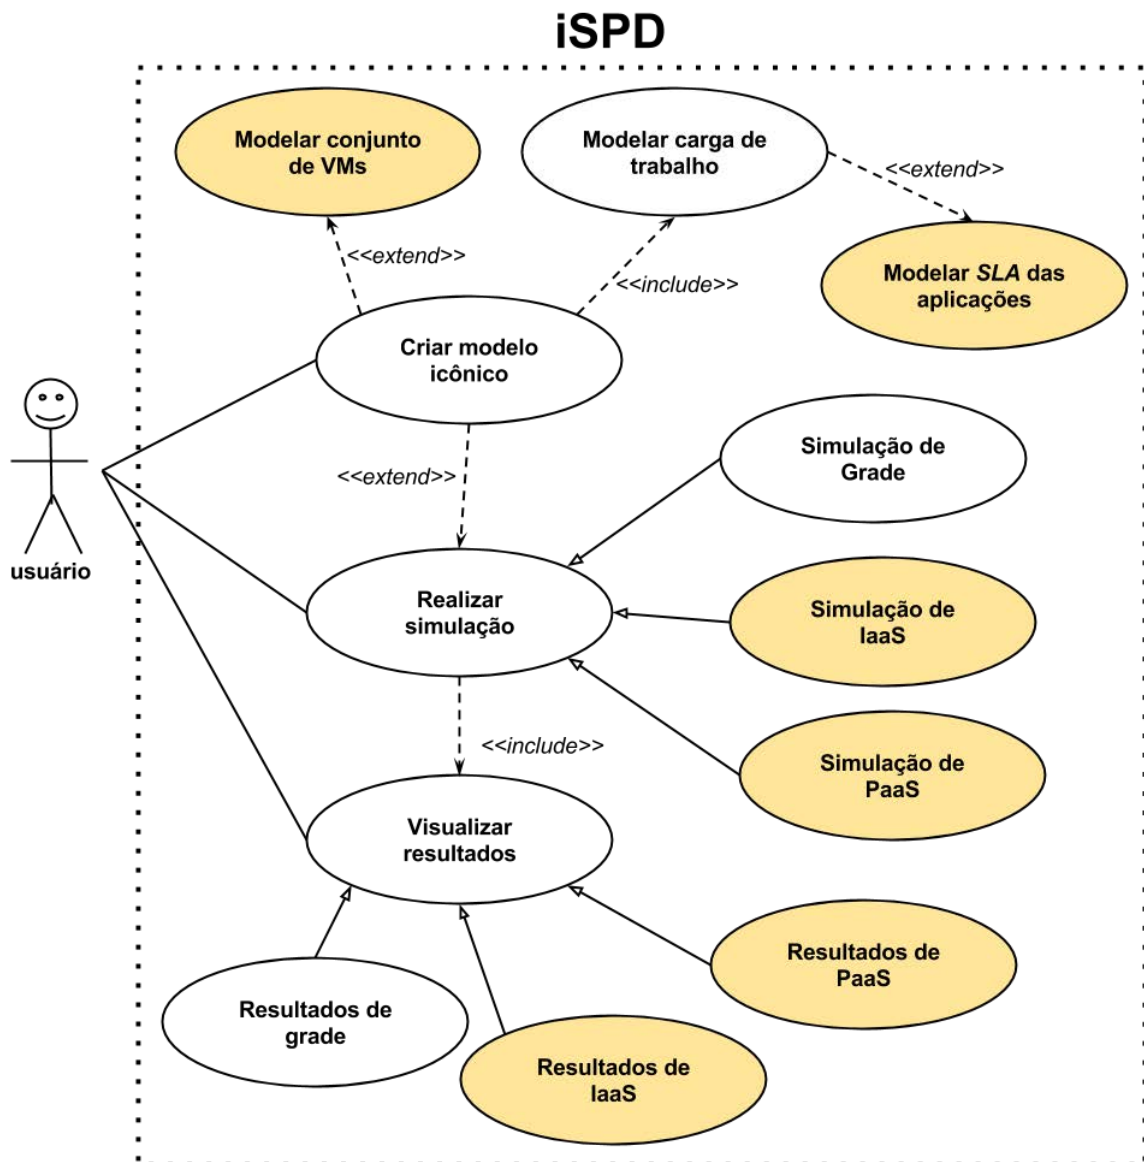 iSPD
Modelar conjunto
de VMs
Modelar carga de
trabalho
<<extend>>
<<extend>>
<<include>>
Modelar SLA das
aplicações
Criar modelo
icônico
Simulação de
Grade
<<extend>>
usuário
Realizar
simulação
Simulação de
IaaS
<<include>>
Simulação de
PaaS
Visualizar
resultados
Resultados de
PaaS
Resultados de
grade
Resultados de
IaaS